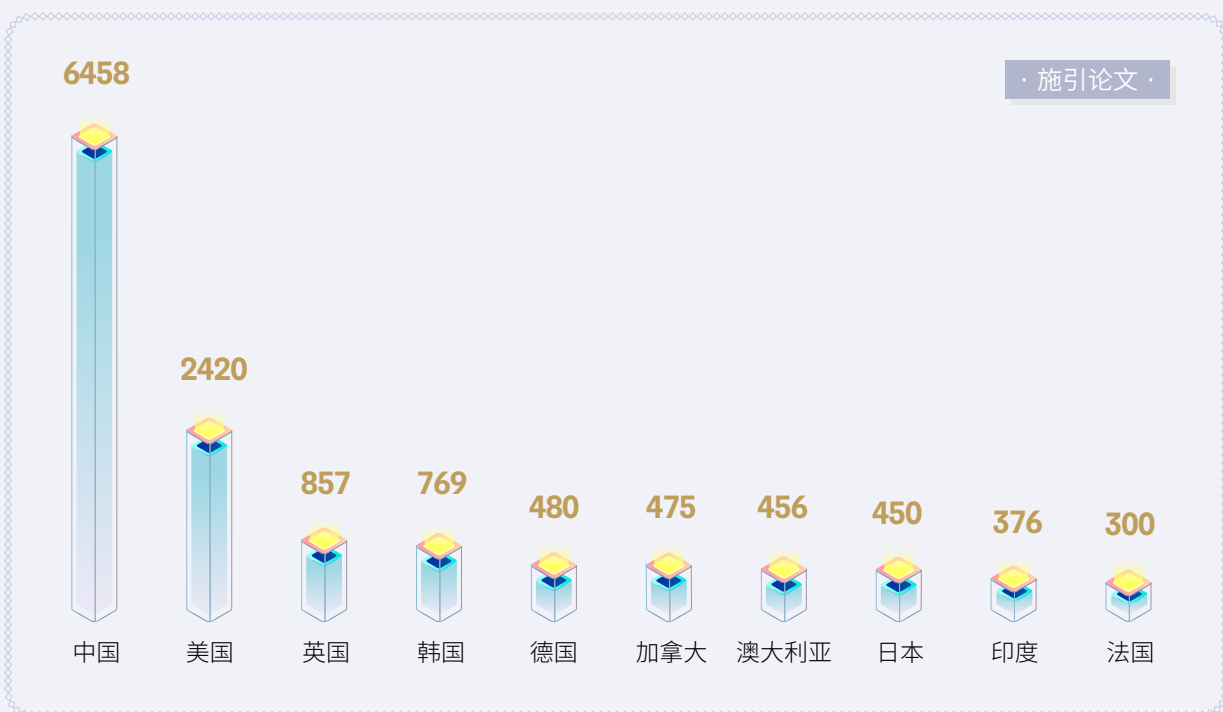 · 施引论文 ·
6458
2420
857
769
480
475
456
450
376
300
中国
美国
英国
韩国
德国
加拿大
澳大利亚
日本
印度
法国